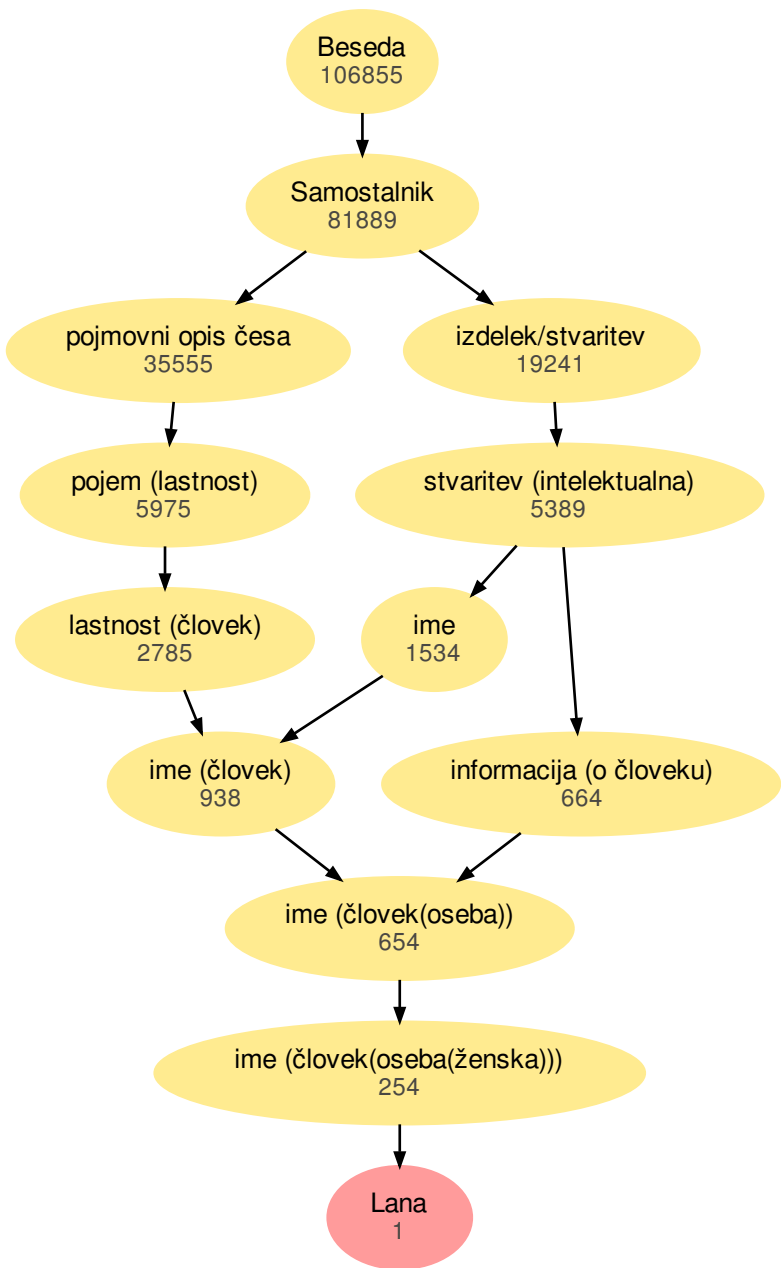 Beseda
106855
Samostalnik
81889
pojmovni opis česa
35555
izdelek/stvaritev
19241
pojem (lastnost)
5975
stvaritev (intelektualna)
5389
lastnost (človek)
2785
ime
1534
ime (človek)
938
informacija (o človeku)
664
ime (človek(oseba))
654
ime (človek(oseba(ženska)))
254
Lana
1